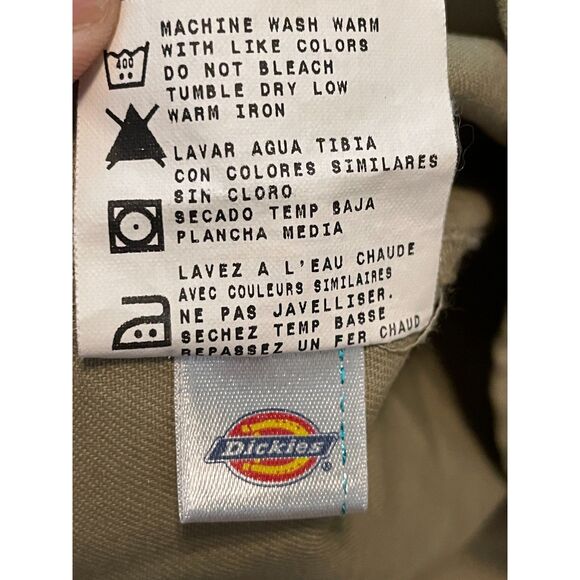 MACHINE WASH WARM
WITH LIKE COLORS
DO NOT BLEACH
TUMBLE DRY LOW
WARM IRON
400
LAVAR AGUA TIBIA
CON COLORES SIMILARES
SIN CLORO
SECADO TEMP BAJA
PLANCHA MEDIA
LAVEZ A L'EAU CHAUDE
AVEC COULEURS SIMILAIRES
NE PAS JAVELLISER.
SECHEZ TEMP BASSE
REPASSEZ UN FER CHAUD
Dickies
®